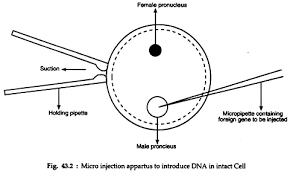 Female pronucleus
Suction
Holding pipette
Micropipette containing
foreign gene to be injected
Male proncleus
Fig. 43.2 : Micro injection appartus to introduce DNA in intact Cell